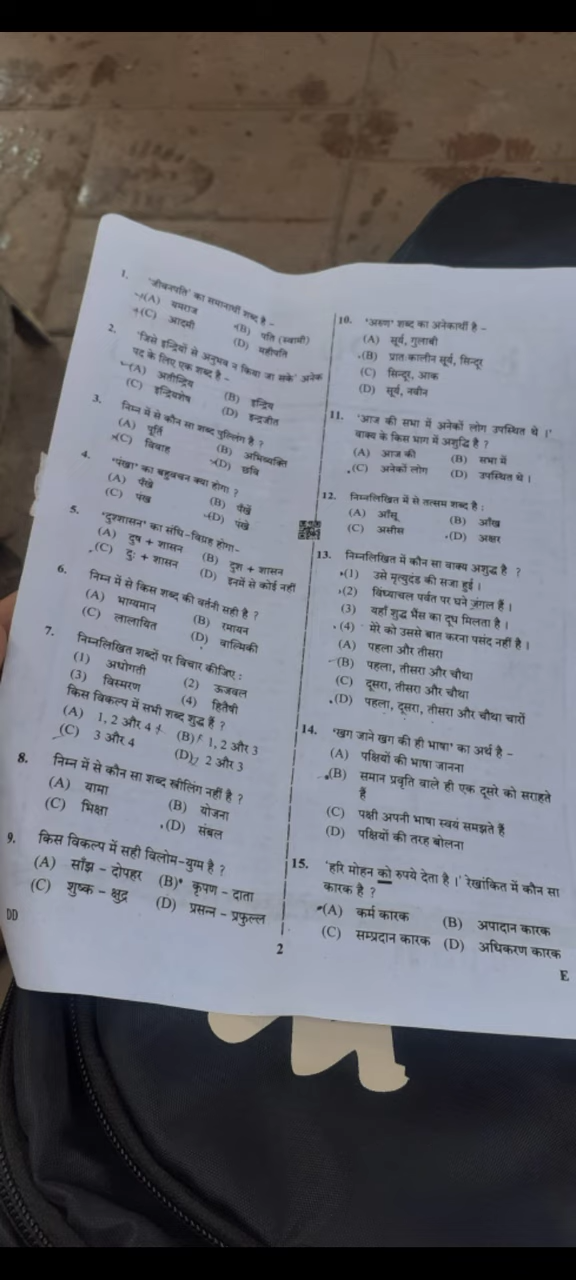 1. 'जीवनपति' का समानार्थी शब्द है -
(A) यमराज
(B) पति (स्वामी)
(C) आदमी
(D) महीपति
2. 'जिसे इन्द्रियों से अनुभव न किया जा सके' अनेक
पद के लिए एक शब्द है -
(A) अतीन्द्रिय
(B) इन्द्रिय
(C) इन्द्रियशेष
(D) इन्द्रजीत
3. निम्न में से कौन सा शब्द पुल्लिंग है ?
(A) पूर्ति
(B) अभिव्यक्ति
(C) विवाह
(D) छवि
4. "पंखा" का बहुवचन क्या होगा ?
(A) पँखे
(B) पँखें
(C) पंख
(D) पंखे
5. 'दुश्शासन' का संधि-विग्रह होगा-
(A) दुष + शासन
(B) दुश + शासन
(C) दुः + शासन
(D) इनमें से कोई नहीं
6. निम्न में से किस शब्द की वर्तनी सही है ?
(A) भाग्यमान
(B) रमायन
(C) लालायित
(D) वाल्मिकी
7. निम्नलिखित शब्दों पर विचार कीजिए :
(1) अधोगती
(2) ऊजवल
(3) विस्मरण
(4) हितैषी
किस विकल्प में सभी शब्द शुद्ध हैं ?
(A) 1, 2 और 4
(B) 1, 2 और 3
(C) 3 और 4
(D) 2 और 3
8. निम्न में से कौन सा शब्द स्त्रीलिंग नहीं है ?
(A) यामा
(B) योजना
(C) भिक्षा
(D) संबल
9. किस विकल्प में सही विलोम-युग्म है ?
(A) साँझ - दोपहर
(B) कृपण - दाता
(C) शुष्क - क्षुद्र
(D) प्रसन्न - प्रफुल्ल
DD
2
10. 'अरुण' शब्द का अनेकार्थी है -
(A) सूर्य, गुलाबी
(B) प्रात कालीन सूर्य, सिन्दूर
(C) सिन्दूर, आक
(D) सूर्य, नवीन
11. 'आज की सभा में अनेकों लोग उपस्थित थे ।'
वाक्य के किस भाग में अशुद्धि है ?
(A) आज की
(B) सभा में
(C) अनेकों लोग
(D) उपस्थित थे ।
12. निम्नलिखित में से तत्सम शब्द है :
(A) आँसू
(B) आँख
(C) असीस
(D) अक्षर
13. निम्नलिखित में कौन सा वाक्य अशुद्ध है ?
(1) उसे मृत्युदंड की सजा हुई ।
(2) विंध्याचल पर्वत पर घने जंगल हैं ।
(3) यहाँ शुद्ध भैंस का दूध मिलता है ।
(4) मेरे को उससे बात करना पसंद नहीं है ।
(A) पहला और तीसरा
(B) पहला, तीसरा और चौथा
(C) दूसरा, तीसरा और चौथा
(D) पहला, दूसरा, तीसरा और चौथा चारों
14. 'खग जाने खग की ही भाषा' का अर्थ है -
(A) पक्षियों की भाषा जानना
(B) समान प्रवृति वाले ही एक दूसरे को सराहते
हैं
(C) पक्षी अपनी भाषा स्वयं समझते हैं
(D) पक्षियों की तरह बोलना
15. 'हरि मोहन को रुपये देता है ।' रेखांकित में कौन सा
कारक है ?
(A) कर्म कारक
(B) अपादान कारक
(C) सम्प्रदान कारक
(D) अधिकरण कारक
E